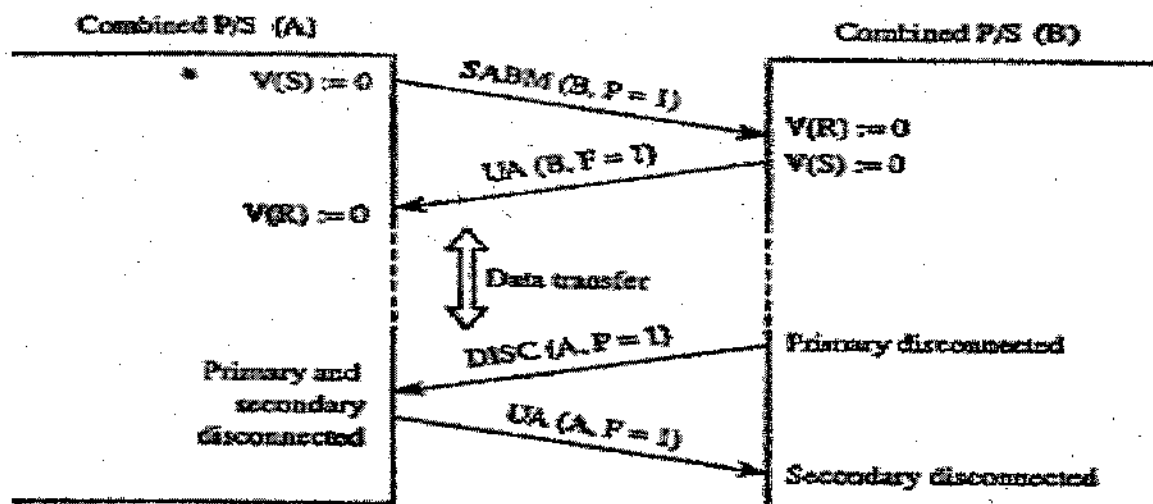 Combined P/S (A)
Combined P/S (B)
V(S) := 0
SABM (B, P = 1)
V(R) := 0
UA (B, F = 1)
V(S) := 0
V(R) := 0
Data transfer
DISC (A, P = 1)
Primary disconnected
Primary and
secondary
disconnected
UA (A, F = 1)
Secondary disconnected